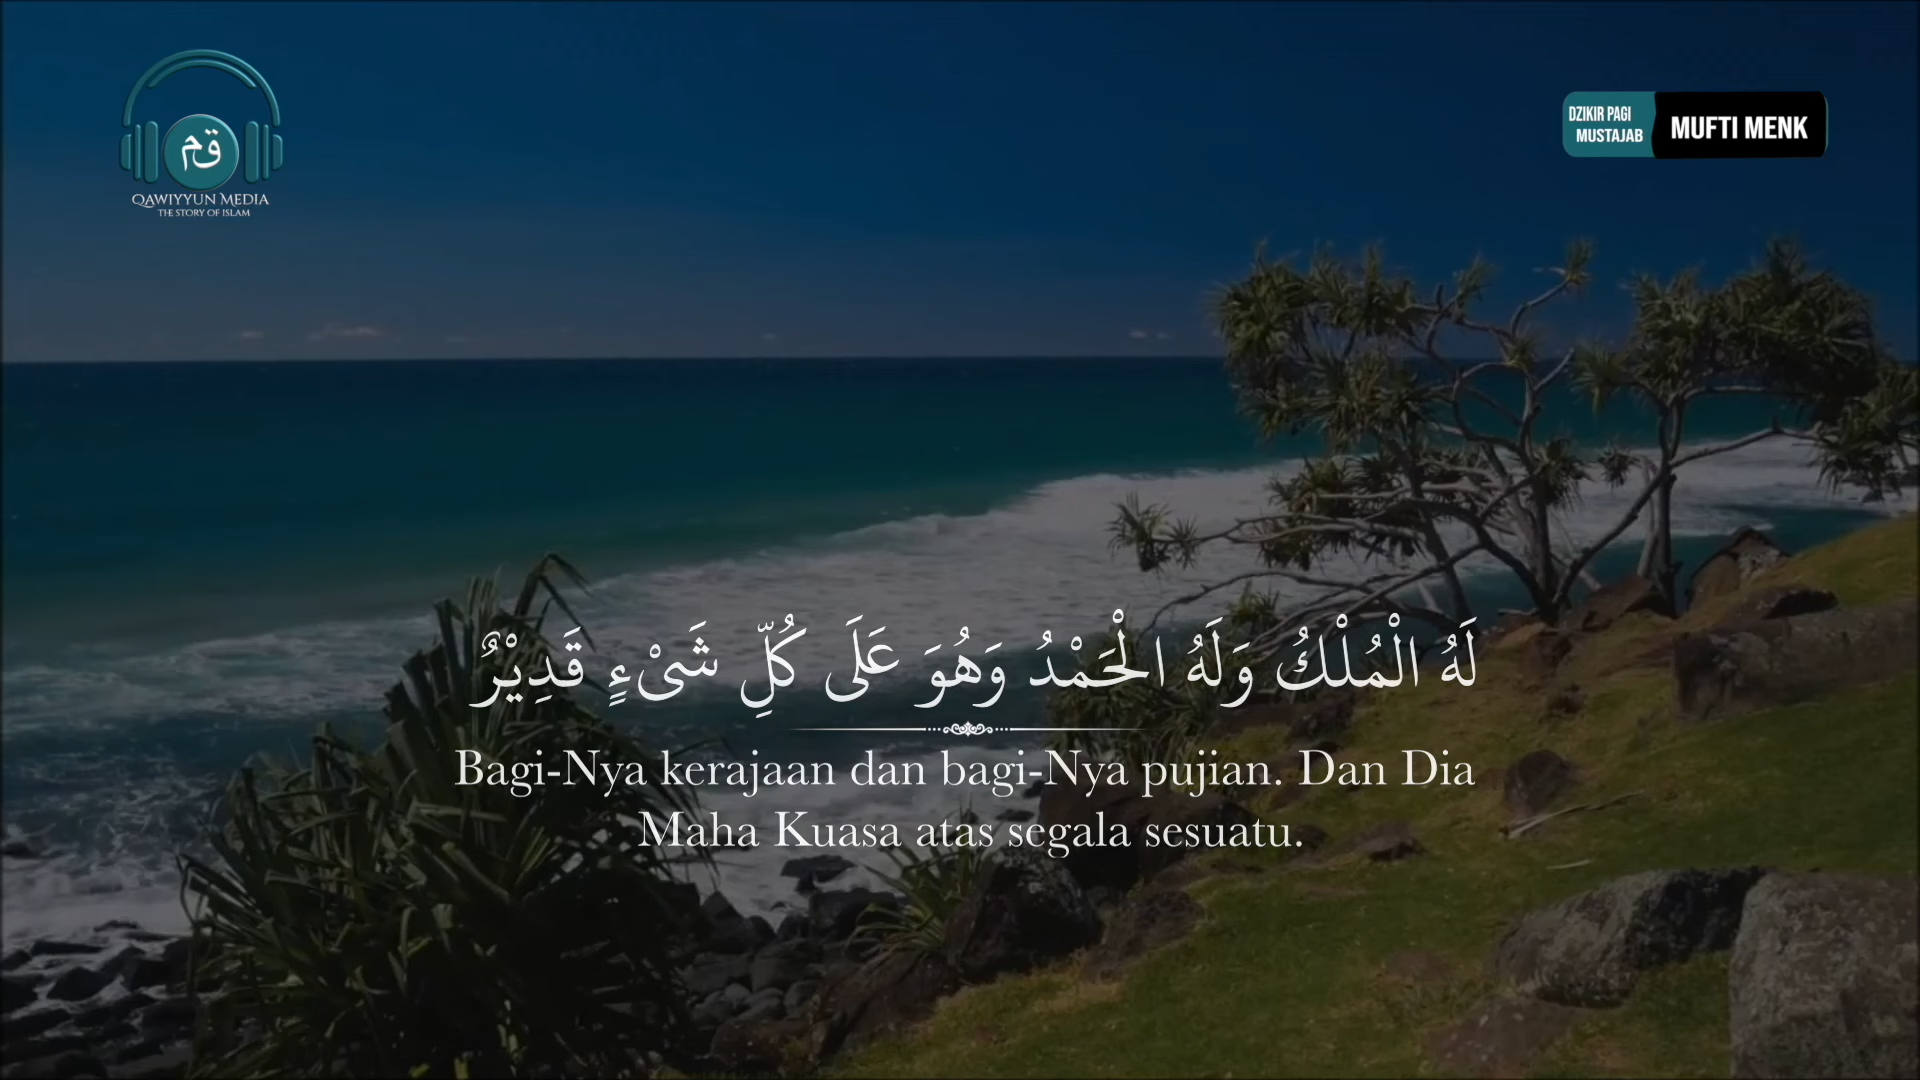 قم
QAWIYYUN MEDIA
THE STORY OF ISLAM
DZIKIR PAGI
MUSTAJAB
MUFTI MENK
لَهُ الْمُلْكُ وَلَهُ الْحَمْدُ وَهُوَ عَلَى كُلِّ شَىْءٍ قَدِيْرٌ
Bagi-Nya kerajaan dan bagi-Nya pujian. Dan Dia
Maha Kuasa atas segala sesuatu.